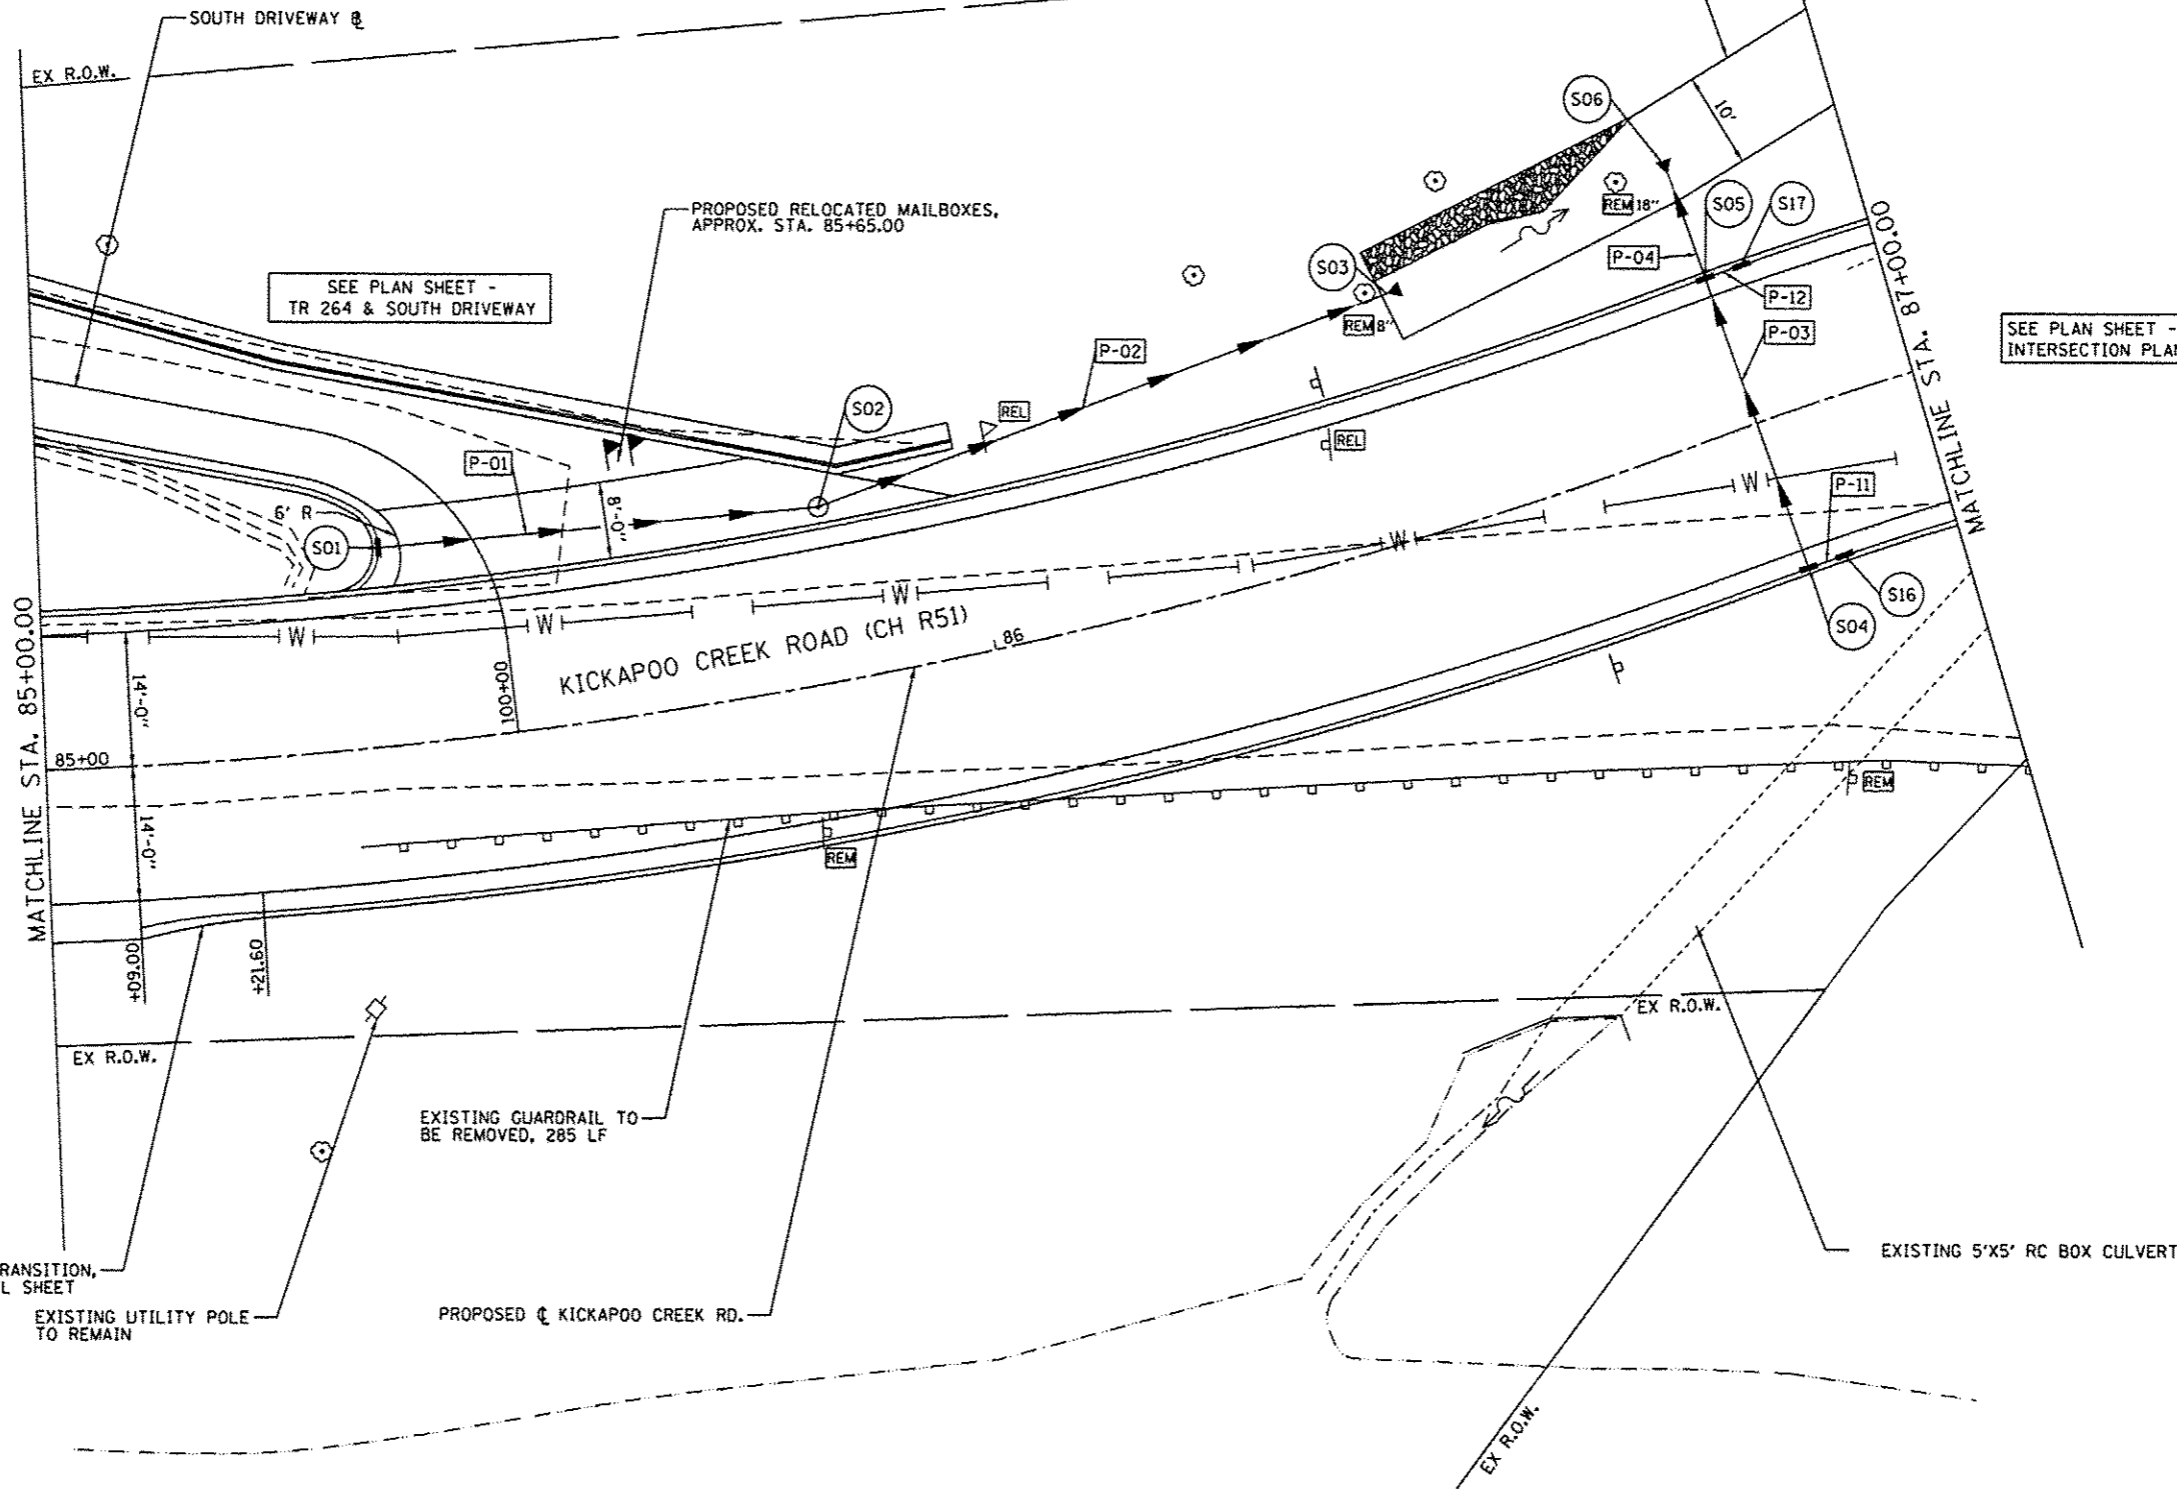 SOUTH DRIVEWAY ℄
EX R.O.W.
S06
10'
PROPOSED RELOCATED MAILBOXES,
APPROX. STA. 85+65.00
REM 18"
S05
S17
SEE PLAN SHEET -
TR 264 & SOUTH DRIVEWAY
S03
P-04
P-12
REM 8"
P-03
SEE PLAN SHEET -
INTERSECTION PLAN
MATCHLINE STA. 87+00.00
P-02
S02
REL
REL
P-01
8'-0"
6' R
S01
W
W
P-11
S16
S04
W
W
W
KICKAPOO CREEK ROAD (CH R51)
86
100+00
14'-0"
85+00
14'-0"
MATCHLINE STA. 85+00.00
REM
REM
+09.00
+21.60
EX R.O.W.
EX R.O.W.
EXISTING GUARDRAIL TO
BE REMOVED, 285 LF
RANSITION,
L SHEET
EXISTING UTILITY POLE
TO REMAIN
PROPOSED ℄ KICKAPOO CREEK RD.
EXISTING 5'X5' RC BOX CULVERT
EX R.O.W.